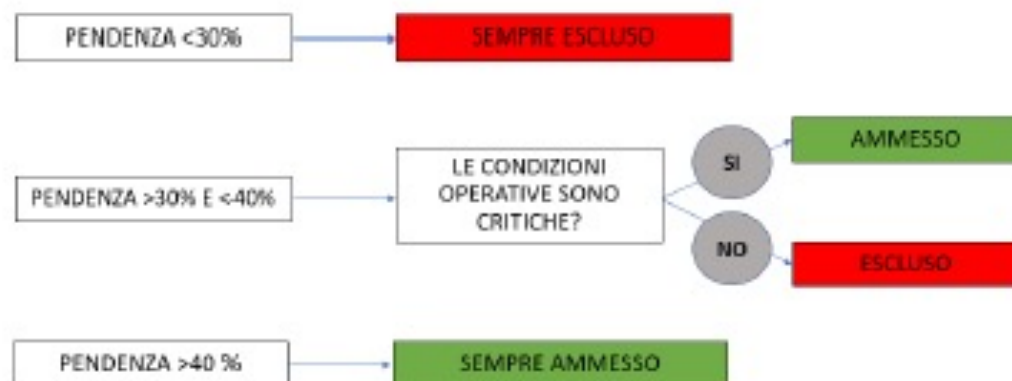 PENDENZA <30%
SEMPRE ESCLUSO
PENDENZA >30% E <40%
LE CONDIZIONI
OPERATIVE SONO
CRITICHE?
SI
AMMESSO
NO
ESCLUSO
PENDENZA >40 %
SEMPRE AMMESSO